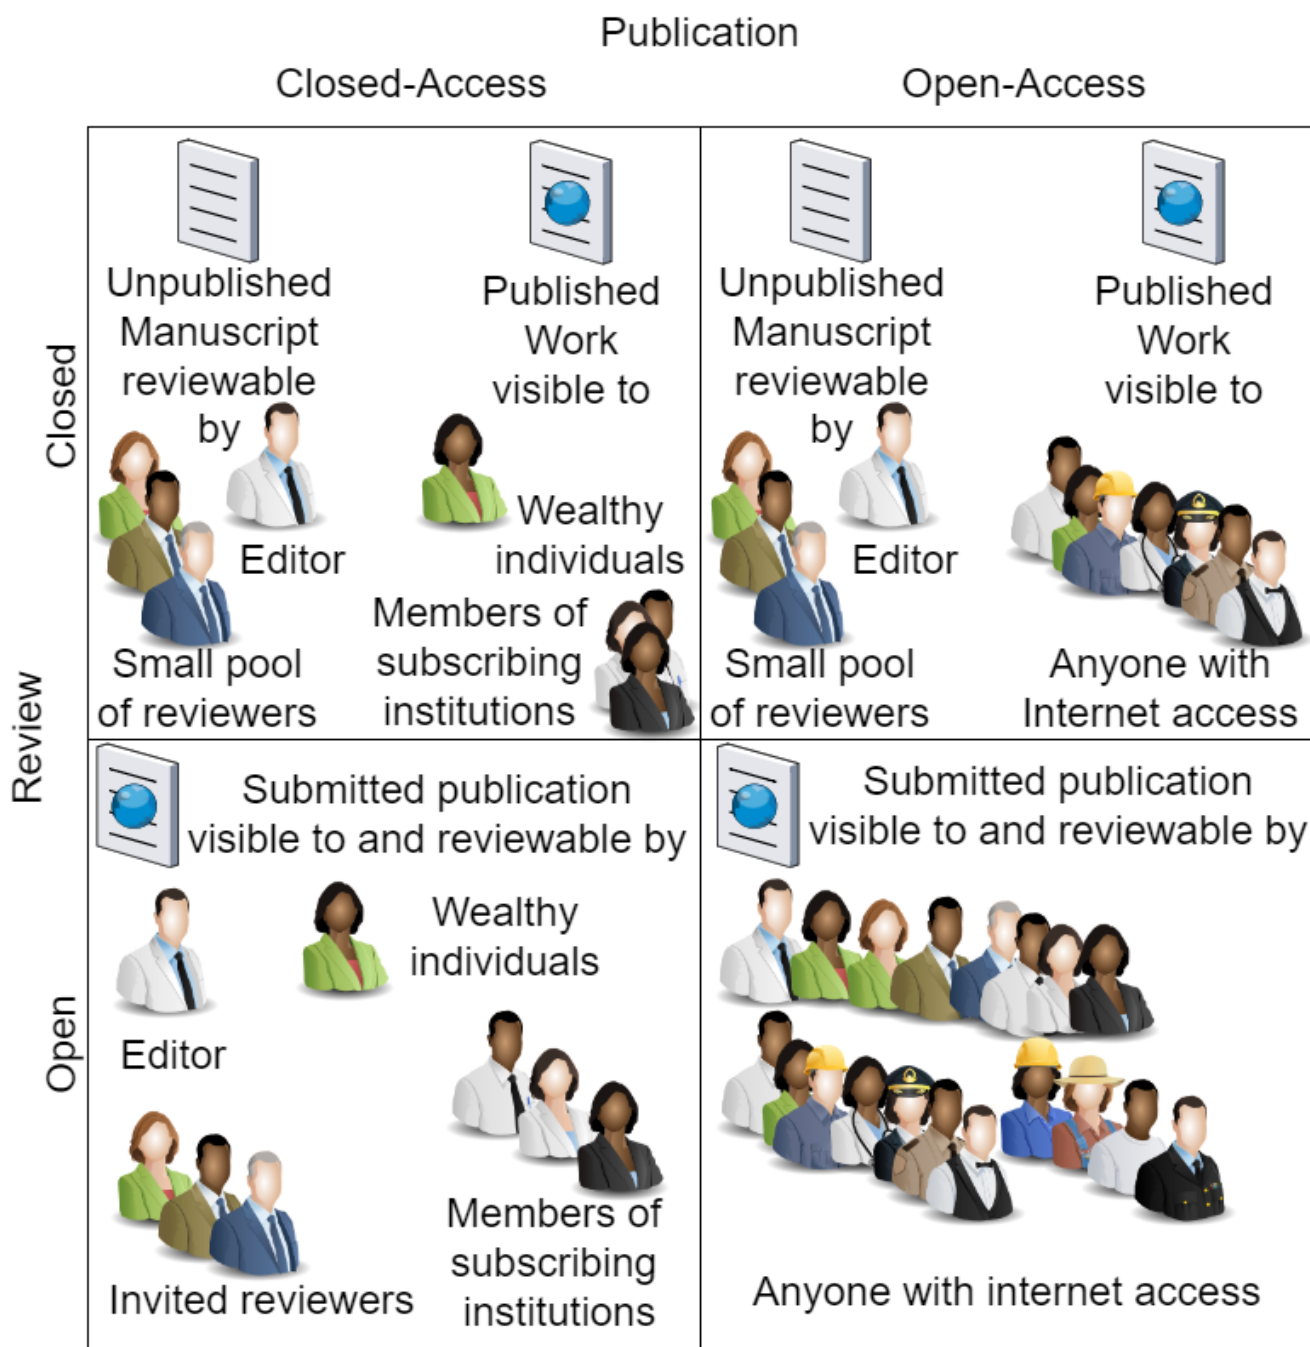 Publication
Closed-Access
Open-Access
Review
Closed
Unpublished
Manuscript
reviewable
by
Editor
Small pool
of reviewers
Published
Work
visible to
Wealthy
individuals
Members of
subscribing
institutions
Unpublished
Manuscript
reviewable
by
Editor
Small pool
of reviewers
Published
Work
visible to
Anyone with
Internet access
Open
Submitted publication
visible to and reviewable by
Wealthy
individuals
Editor
Invited reviewers
Members of
subscribing
institutions
Submitted publication
visible to and reviewable by
Anyone with internet access